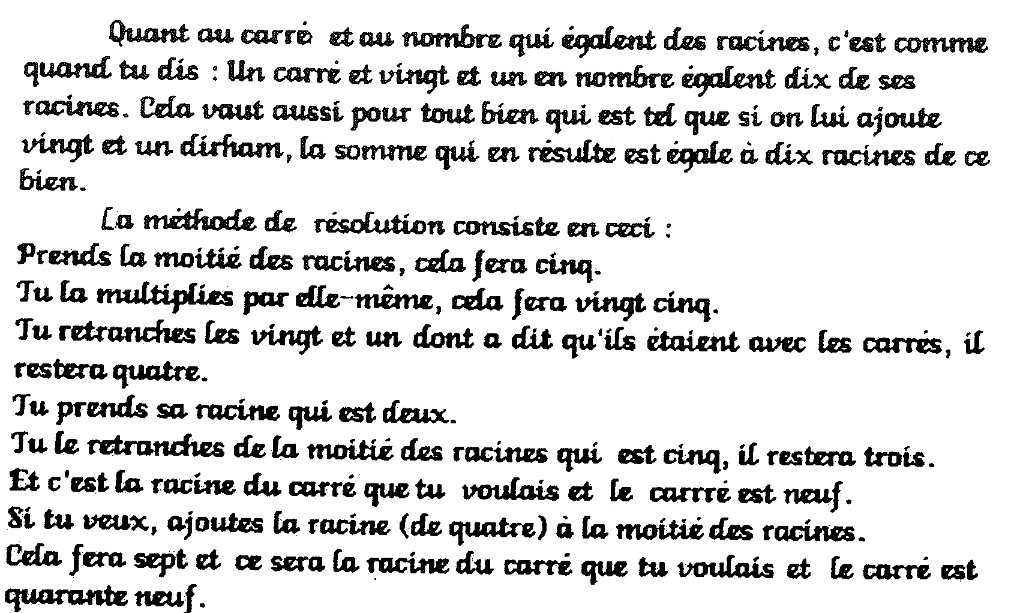 Quant au carré et au nombre qui égalent des racines, c'est comme
quand tu dis : Un carré et vingt et un en nombre égalent dix de ses
racines. Cela vaut aussi pour tout bien qui est tel que si on lui ajoute
vingt et un dirham, la somme qui en résulte est égale à dix racines de ce
bien.
La méthode de résolution consiste en ceci :
Prends la moitié des racines, cela fera cinq.
Tu la multiplies par elle-même, cela fera vingt cinq.
Tu retranches les vingt et un dont a dit qu'ils étaient avec les carrés, il
restera quatre.
Tu prends sa racine qui est deux.
Tu le retranches de la moitié des racines qui est cinq, il restera trois.
Et c'est la racine du carré que tu voulais et le carrré est neuf.
Si tu veux, ajoutes la racine (de quatre) à la moitié des racines.
Cela fera sept et ce sera la racine du carré que tu voulais et le carré est
quarante neuf.